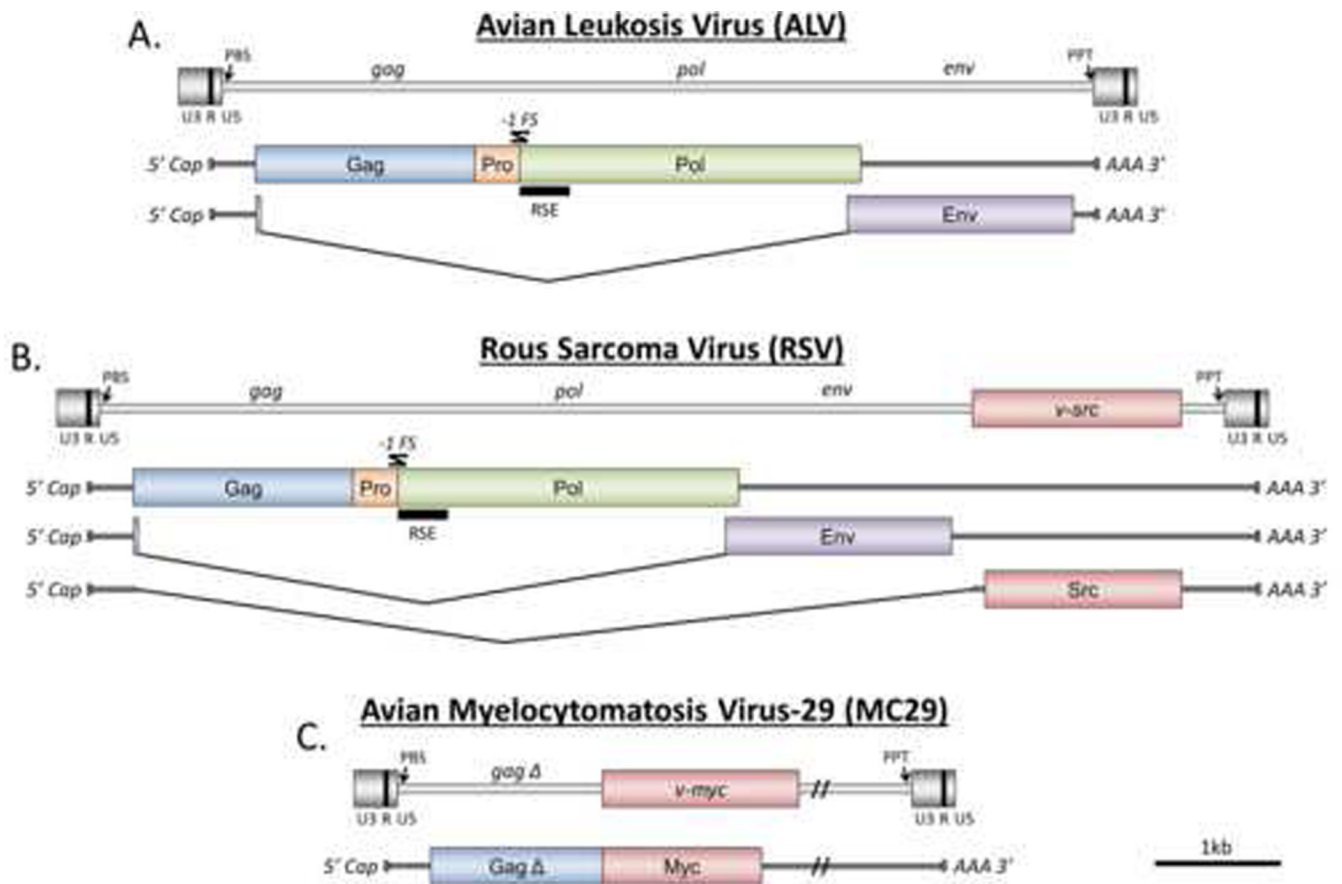 A.
Avian Leukosis Virus (ALV)
PBS gag pol env PPT
U3 R U5 U3 R U5
-1 FS
5' Cap Gag Pro Pol AAA 3'
RSE
5' Cap Env AAA 3'
B.
Rous Sarcoma Virus (RSV)
PBS gag pol env v-src PPT
U3 R U5 U3 R U5
-1 FS
5' Cap Gag Pro Pol AAA 3'
RSE
5' Cap Env AAA 3'
5' Cap Src AAA 3'
Avian Myelocytomatosis Virus-29 (MC29)
C.
PBS gag Δ v-myc // PPT
U3 R U5 U3 R U5
5' Cap Gag Δ Myc // AAA 3'
1kb